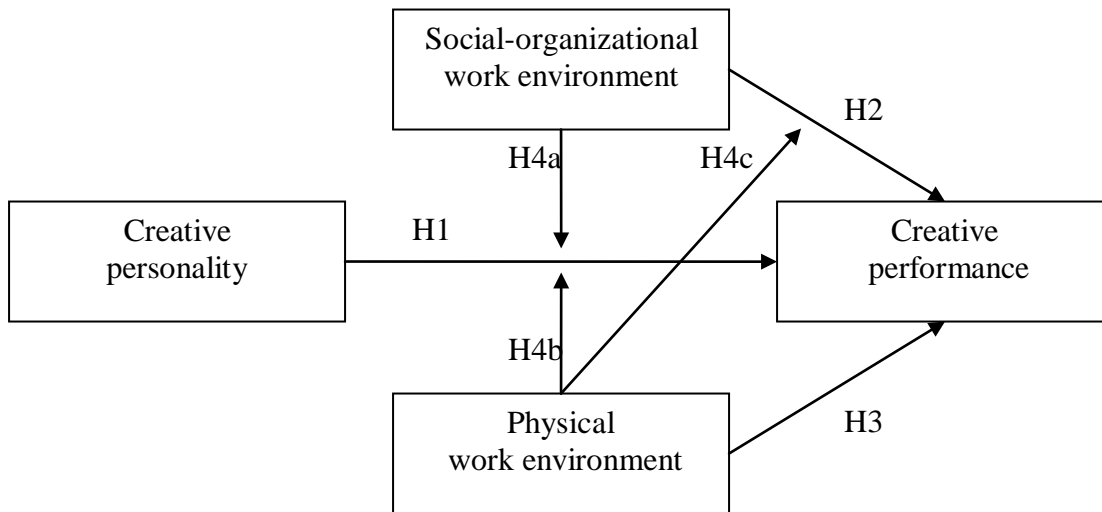 Social-organizational
work environment
H2
H4a
H4c
Creative
personality
H1
Creative
performance
H4b
Physical
work environment
H3